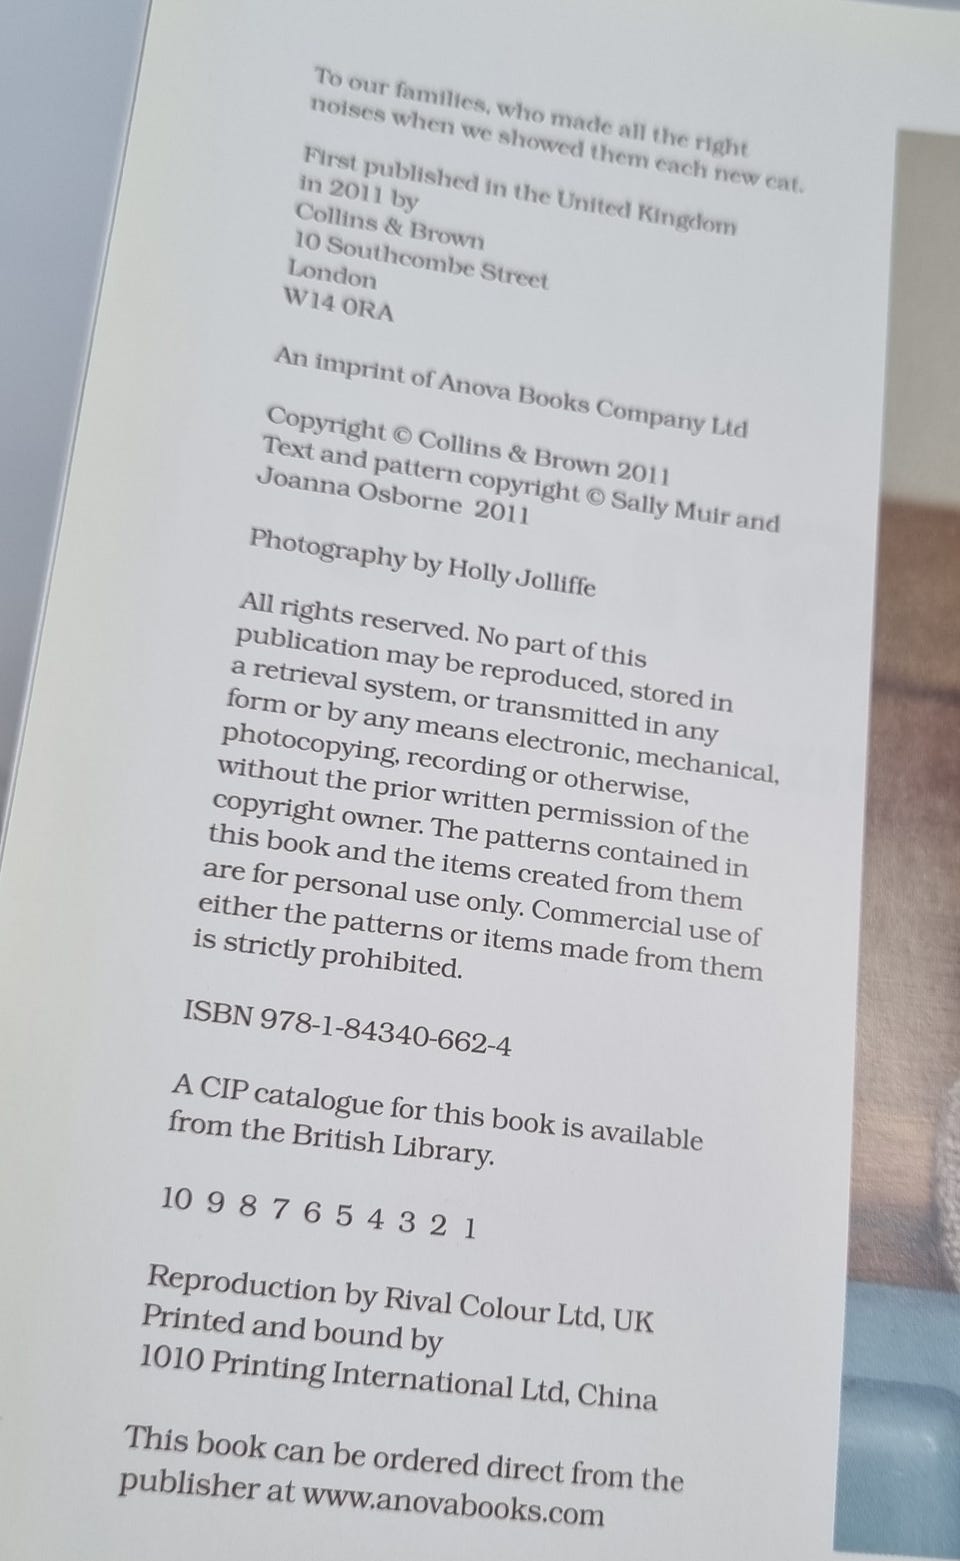 To our families, who made all the right
noises when we showed them each new cat.
First published in the United Kingdom
in 2011 by
Collins & Brown
10 Southcombe Street
London
W14 0RA
An imprint of Anova Books Company Ltd
Copyright © Collins & Brown 2011
Text and pattern copyright © Sally Muir and
Joanna Osborne 2011
Photography by Holly Jolliffe
All rights reserved. No part of this
publication may be reproduced, stored in
a retrieval system, or transmitted in any
form or by any means electronic, mechanical,
photocopying, recording or otherwise,
without the prior written permission of the
copyright owner. The patterns contained in
this book and the items created from them
are for personal use only. Commercial use of
either the patterns or items made from them
is strictly prohibited.
ISBN 978-1-84340-662-4
A CIP catalogue for this book is available
from the British Library.
10 9 8 7 6 5 4 3 2 1
Reproduction by Rival Colour Ltd, UK
Printed and bound by
1010 Printing International Ltd, China
This book can be ordered direct from the
publisher at www.anovabooks.com